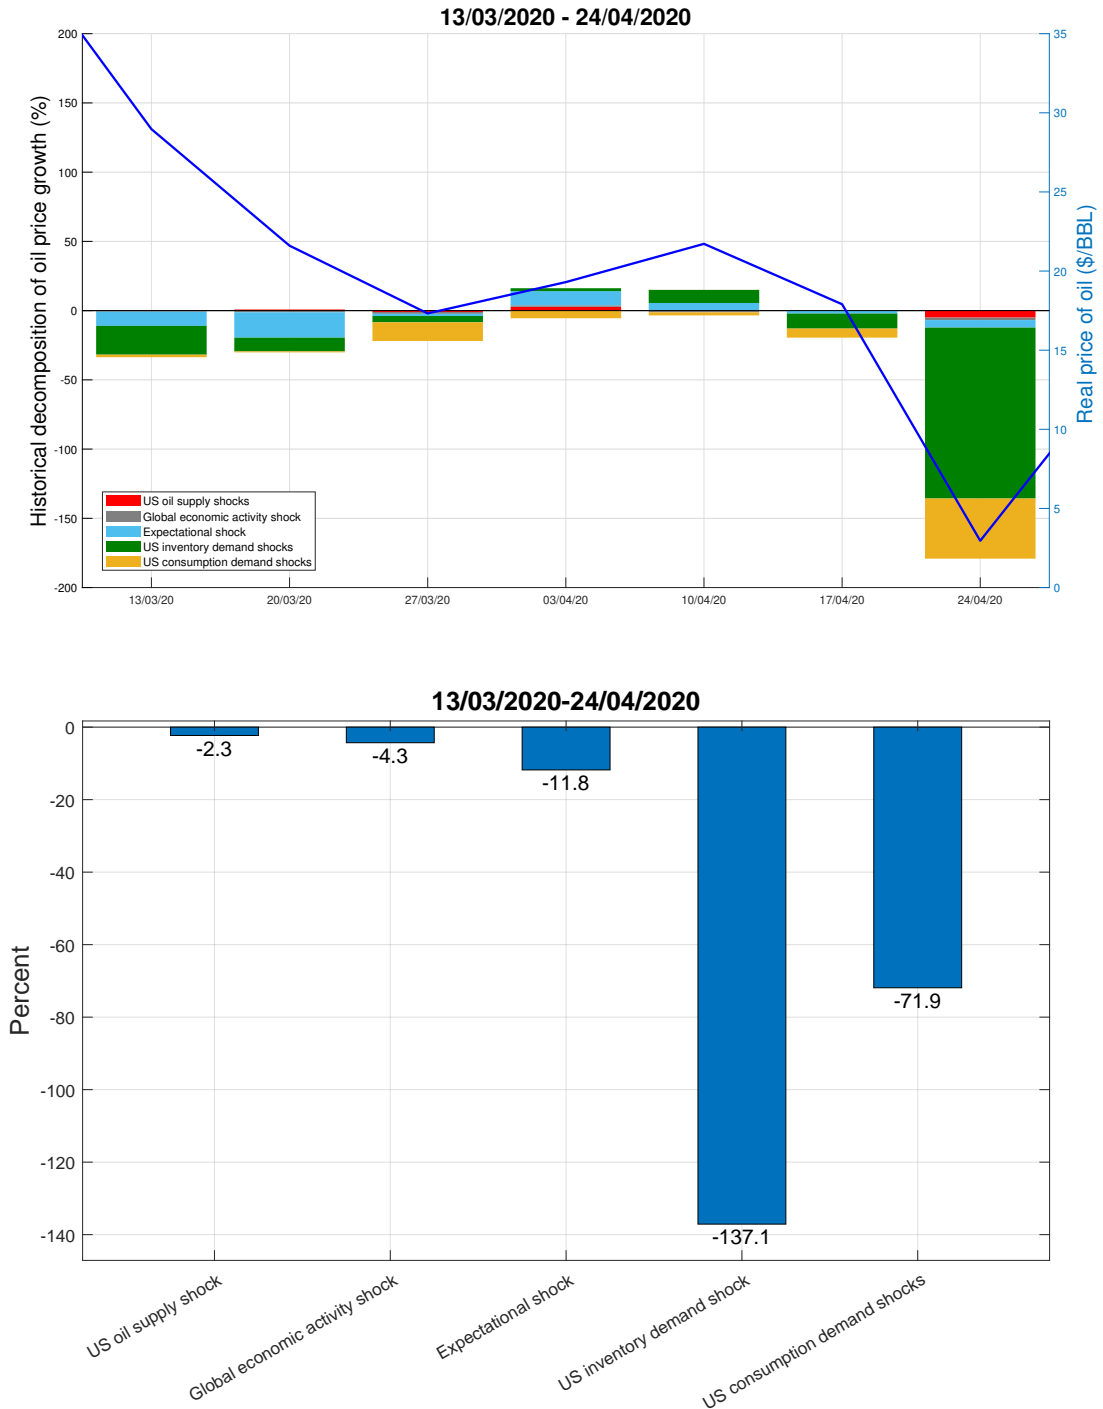 13/03/2020 - 24/04/2020
Historical decomposition of oil price growth (%)
200
150
100
50
0
-50
-100
-150
-200
35
30
25
20
15
10
5
0
Real price of oil ($/BBL)
US oil supply shocks
Global economic activity shock
Expectational shock
US inventory demand shocks
US consumption demand shocks
13/03/20 20/03/20 27/03/20 03/04/20 10/04/20 17/04/20 24/04/20
13/03/2020-24/04/2020
Percent
0
-20
-40
-60
-80
-100
-120
-140
-2.3
-4.3
-11.8
-137.1
-71.9
US oil supply shock
Global economic activity shock
Expectational shock
US inventory demand shock
US consumption demand shocks